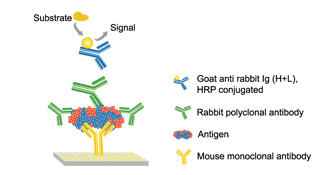 Substrate
Signal
Goat anti rabbit Ig (H+L),
HRP conjugated
Rabbit polyclonal antibody
Antigen
Mouse monoclonal antibody